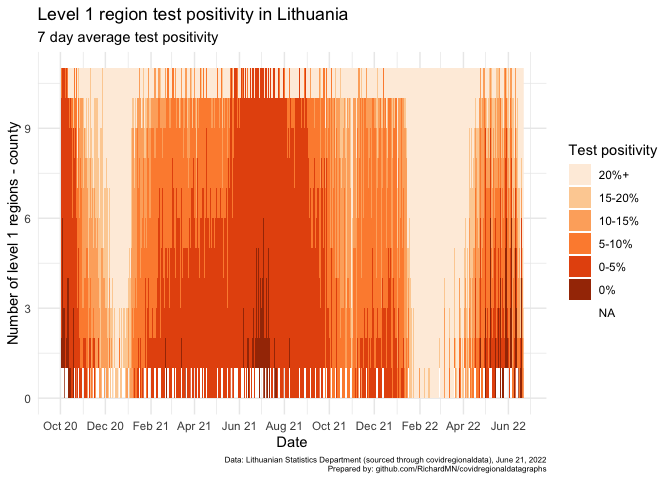 Level 1 region test positivity in Lithuania
7 day average test positivity
Number of level 1 regions - county
9
6
3
0
Oct 20 Dec 20 Feb 21 Apr 21 Jun 21 Aug 21 Oct 21 Dec 21 Feb 22 Apr 22 Jun 22
Date
Test positivity
20%+
15-20%
10-15%
5-10%
0-5%
0%
NA
Data: Lithuanian Statistics Department (sourced through covidregionaldata), June 21, 2022
Prepared by: github.com/RichardMN/covidregionaldatagraphs